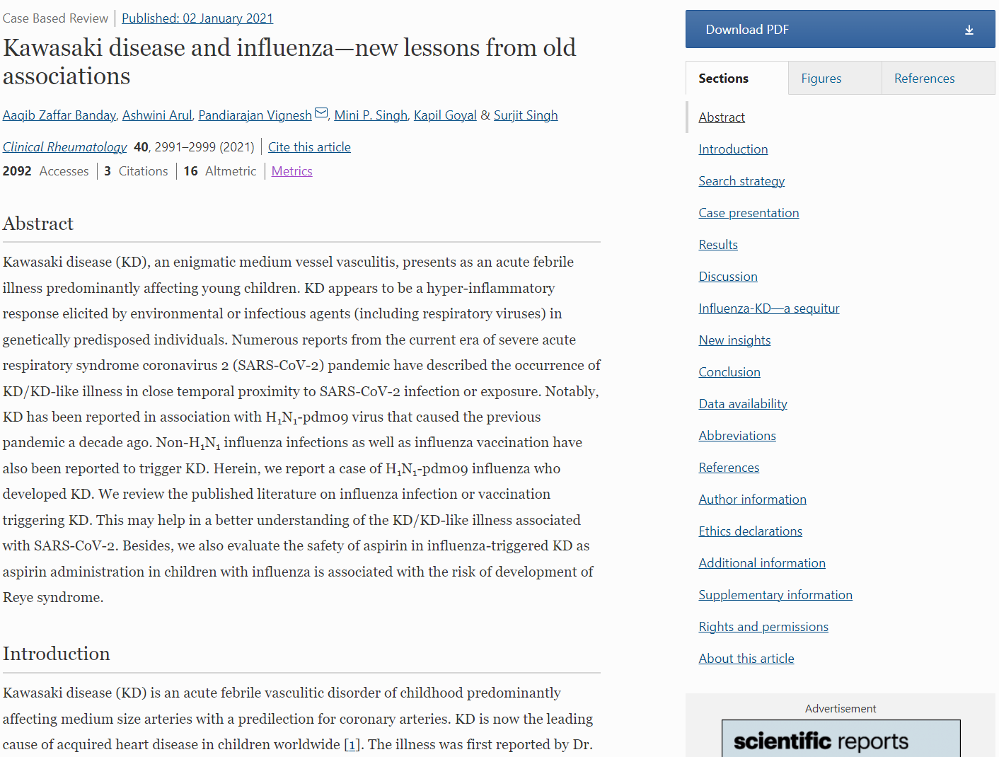 Case Based Review | Published: 02 January 2021
Kawasaki disease and influenza—new lessons from old
associations
Aaqib Zaffar Banday, Ashwini Arul, Pandiarajan Vignesh, Mini P. Singh, Kapil Goyal & Surjit Singh
Clinical Rheumatology 40, 2991–2999 (2021) | Cite this article
2092 Accesses | 3 Citations | 16 Altmetric | Metrics
Abstract
Kawasaki disease (KD), an enigmatic medium vessel vasculitis, presents as an acute febrile
illness predominantly affecting young children. KD appears to be a hyper-inflammatory
response elicited by environmental or infectious agents (including respiratory viruses) in
genetically predisposed individuals. Numerous reports from the current era of severe acute
respiratory syndrome coronavirus 2 (SARS-CoV-2) pandemic have described the occurrence of
KD/KD-like illness in close temporal proximity to SARS-CoV-2 infection or exposure. Notably,
KD has been reported in association with H₁N₁-pdm09 virus that caused the previous
pandemic a decade ago. Non-H₁N₁ influenza infections as well as influenza vaccination have
also been reported to trigger KD. Herein, we report a case of H₁N₁-pdm09 influenza who
developed KD. We review the published literature on influenza infection or vaccination
triggering KD. This may help in a better understanding of the KD/KD-like illness associated
with SARS-CoV-2. Besides, we also evaluate the safety of aspirin in influenza-triggered KD as
aspirin administration in children with influenza is associated with the risk of development of
Reye syndrome.
Introduction
Kawasaki disease (KD) is an acute febrile vasculitic disorder of childhood predominantly
affecting medium size arteries with a predilection for coronary arteries. KD is now the leading
cause of acquired heart disease in children worldwide [1]. The illness was first reported by Dr.
Download PDF
Sections
Figures
References
Abstract
Introduction
Search strategy
Case presentation
Results
Discussion
Influenza-KD—a sequitur
New insights
Conclusion
Data availability
Abbreviations
References
Author information
Ethics declarations
Additional information
Supplementary information
Rights and permissions
About this article
Advertisement
scientific reports